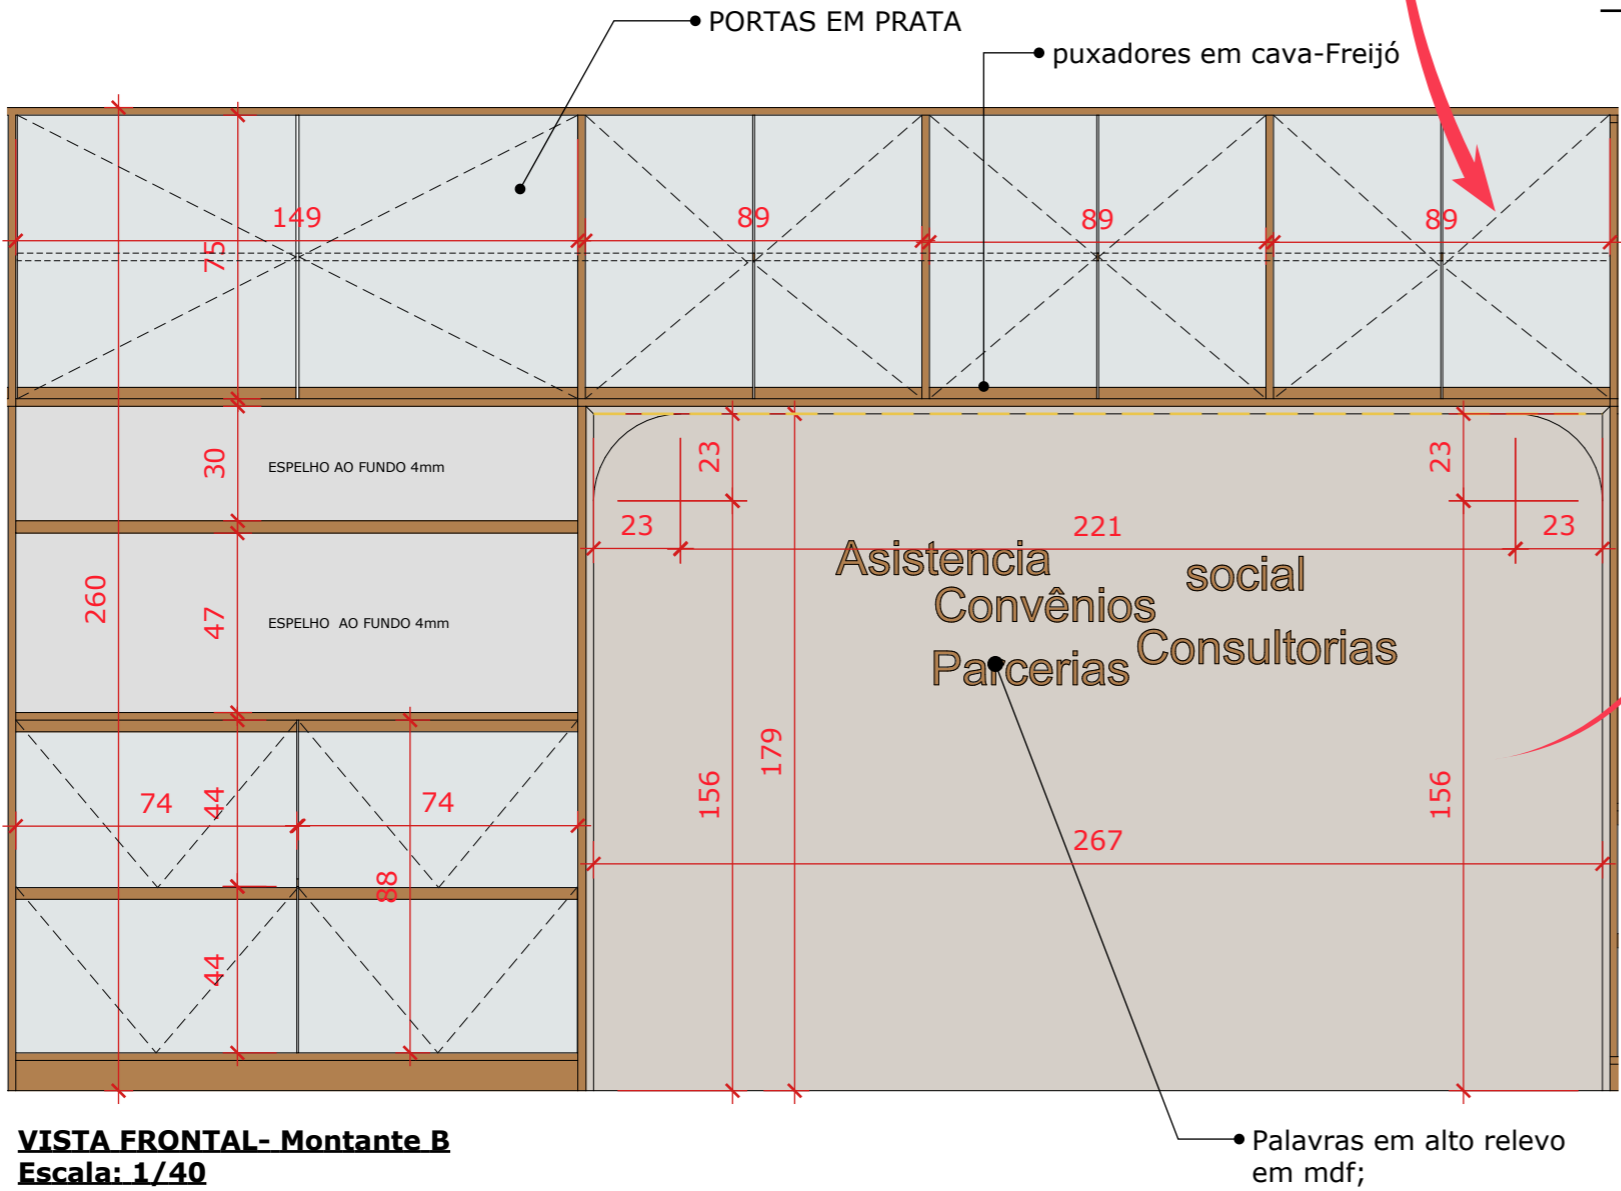 PORTAS EM PRATA
puxadores em cava-Freijó
149
89
89
89
75
30
ESPELHO AO FUNDO 4mm
23
23
23
221
23
Asistencia
social
Convênios
Consultorias
Parcerias
260
47
ESPELHO AO FUNDO 4mm
179
156
156
74
44
74
267
88
44
VISTA FRONTAL- Montante B
Escala: 1/40
Palavras em alto relevo
em mdf;